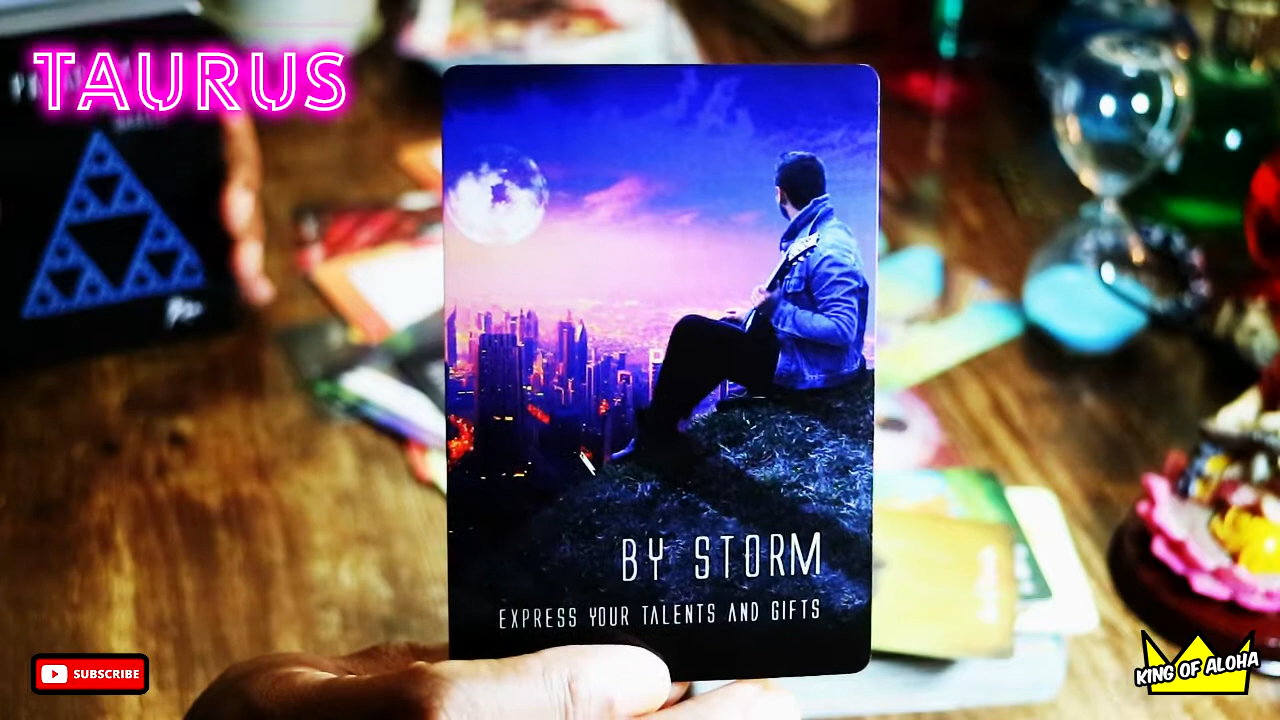 TAURUS
BY STORM
EXPRESS YOUR TALENTS AND GIFTS
SUBSCRIBE
KING OF ALOHA